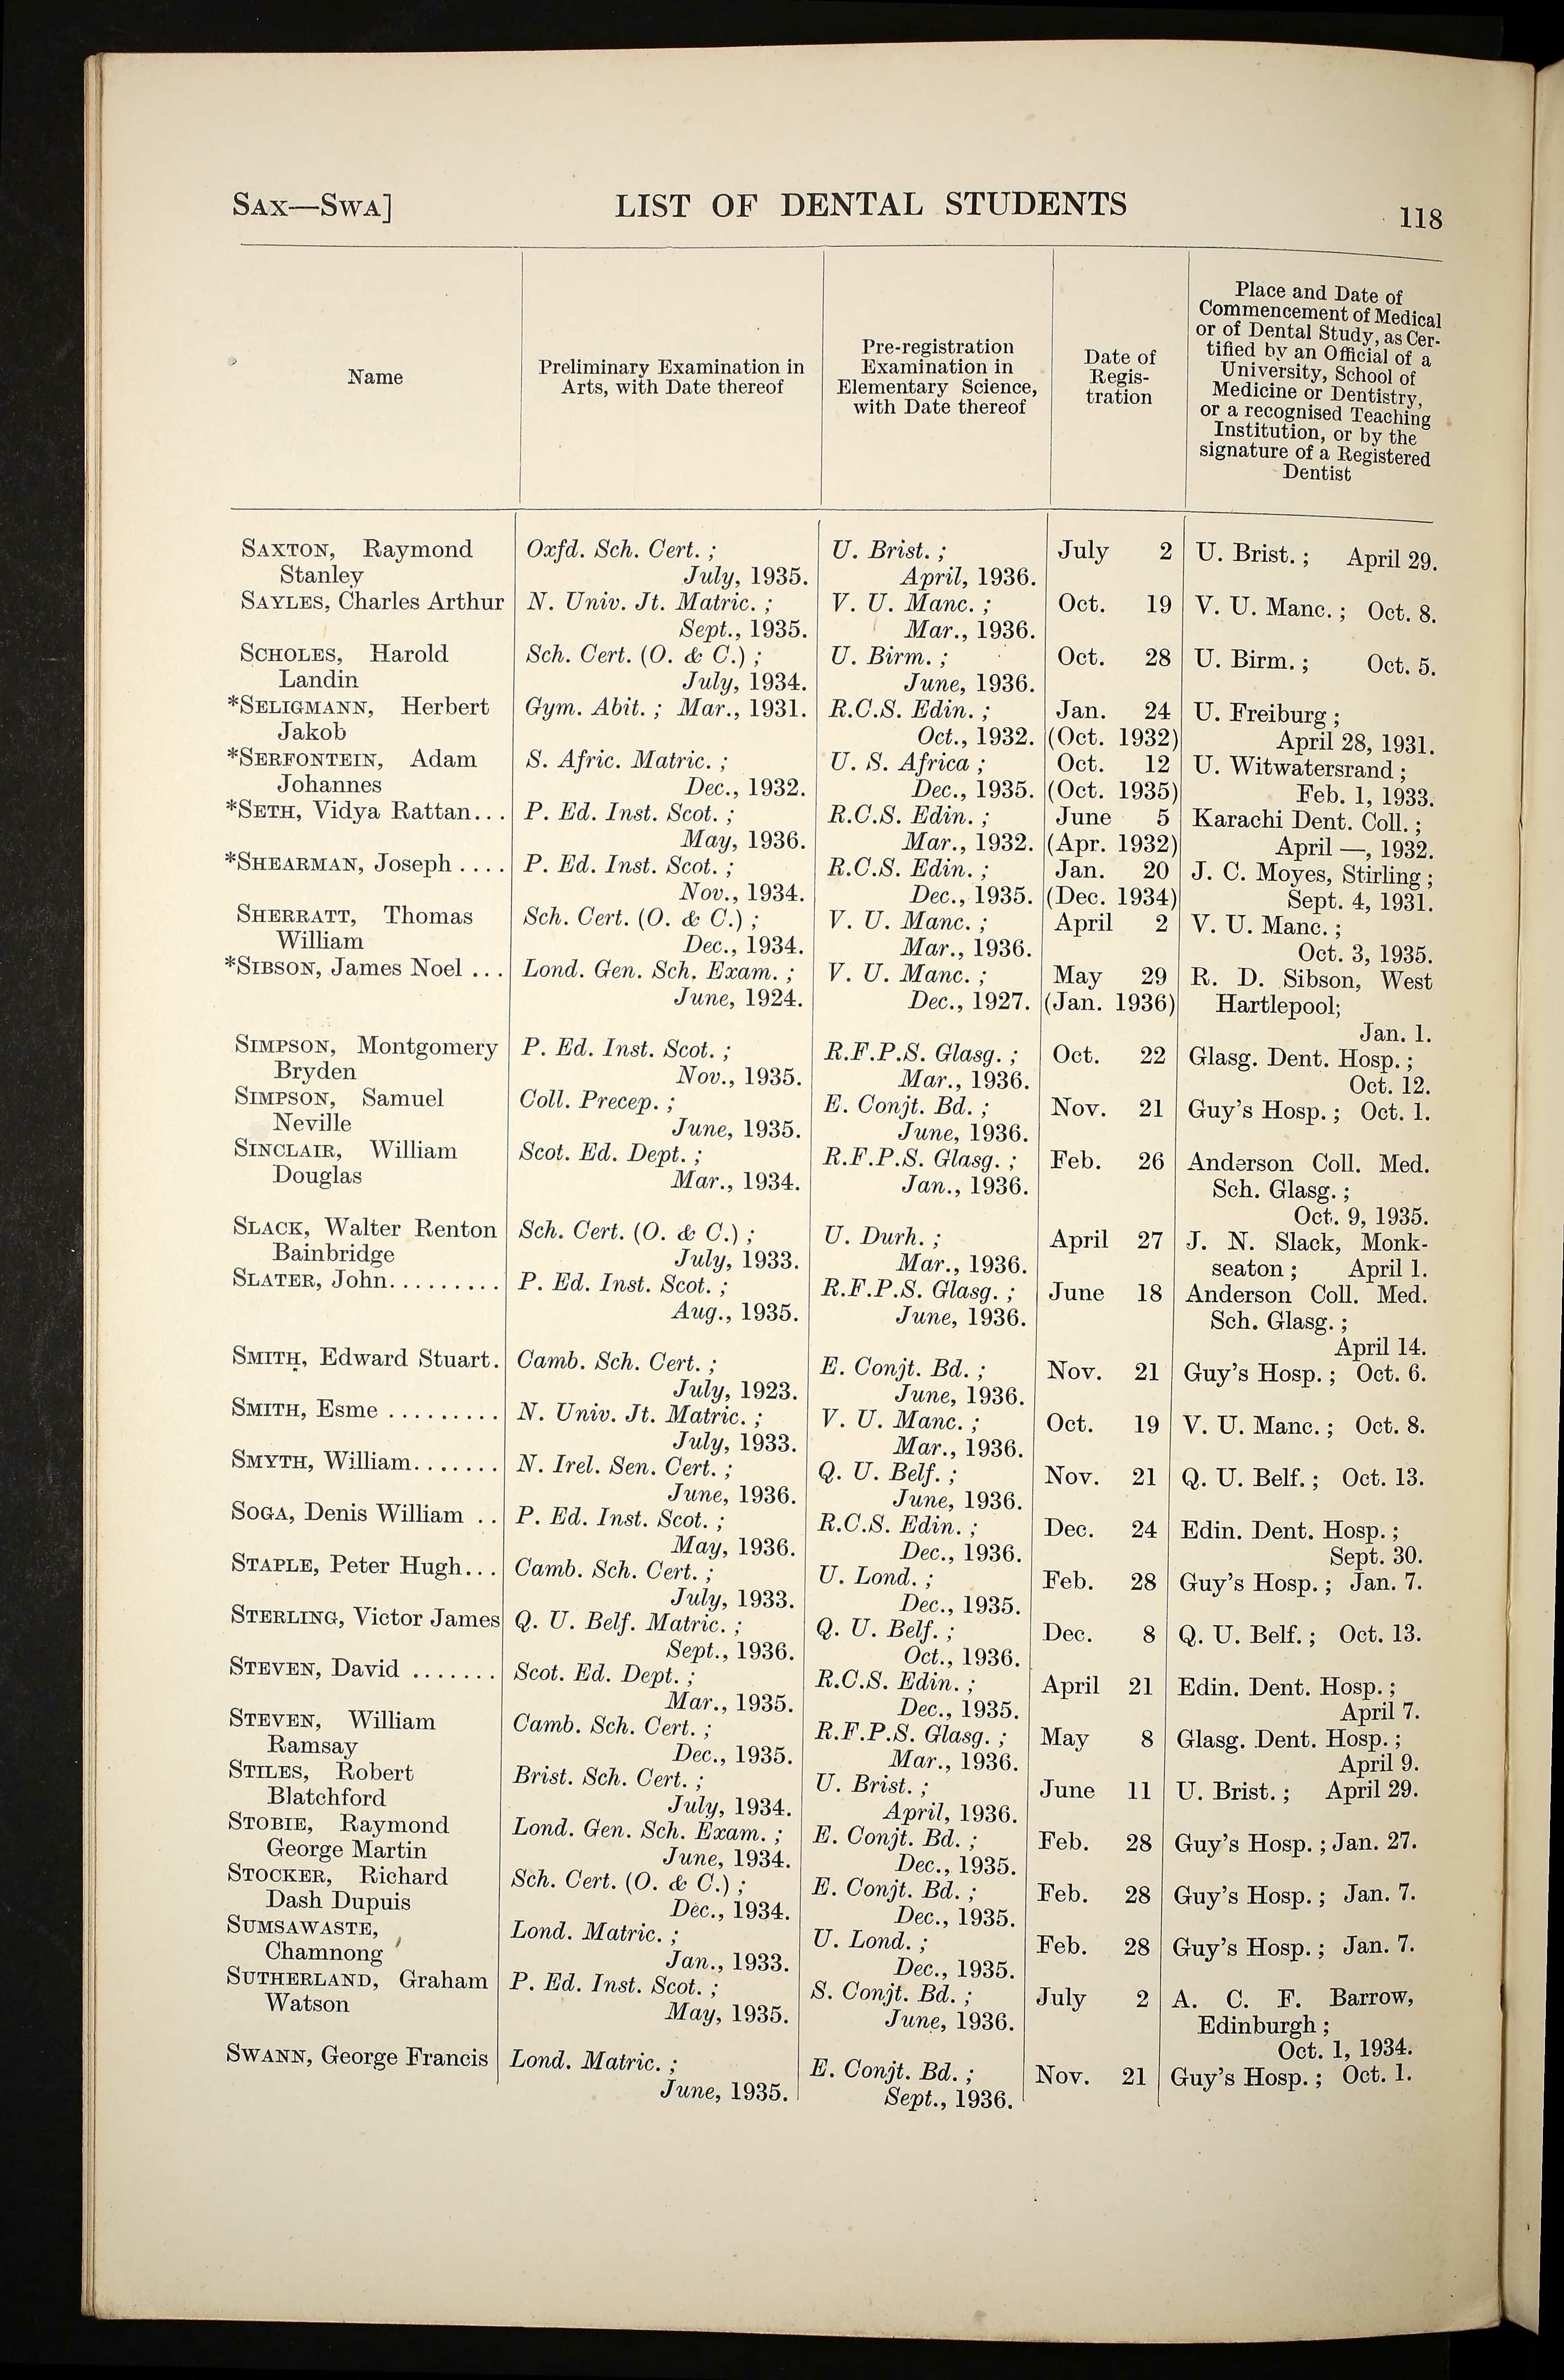 SAX—SWA] LIST OF DENTAL STUDENTS 118
Name
Preliminary Examination in
Arts, with Date thereof
Pre-registration
Examination in
Elementary Science,
with Date thereof
Date of
Regis-
tration
Place and Date of
Commencement of Medical
or of Dental Study, as Cer-
tified by an Official of a
University, School of
Medicine or Dentistry,
or a recognised Teaching
Institution, or by the
signature of a Registered
Dentist
SAXTON, Raymond Oxfd. Sch. Cert. ; U. Brist. ; July 2 U. Brist. ; April 29.
Stanley July, 1935. April, 1936.
SAYLES, Charles Arthur N. Univ. Jt. Matric. ; V. U. Manc. ; Oct. 19 V. U. Manc. ; Oct. 8.
Sept., 1935. Mar., 1936.
SCHOLES, Harold Sch. Cert. (O. & C.) ; U. Birm. ; Oct. 28 U. Birm. ; Oct. 5.
Landin July, 1934. June, 1936.
*SELIGMANN, Herbert Gym. Abit. ; Mar., 1931. R.C.S. Edin. ; Jan. 24 U. Freiburg ;
Jakob Oct., 1932. (Oct. 1932) April 28, 1931.
*SERFONTEIN, Adam S. Afric. Matric. ; U. S. Africa ; Oct. 12 U. Witwatersrand ;
Johannes Dec., 1932. Dec., 1935. (Oct. 1935) Feb. 1, 1933.
*SETH, Vidya Rattan... P. Ed. Inst. Scot. ; R.C.S. Edin. ; June 5 Karachi Dent. Coll. ;
May, 1936. Mar., 1932. (Apr. 1932) April —, 1932.
*SHEARMAN, Joseph .... P. Ed. Inst. Scot. ; R.C.S. Edin. ; Jan. 20 J. C. Moyes, Stirling ;
Nov., 1934. Dec., 1935. (Dec. 1934) Sept. 4, 1931.
SHERRATT, Thomas Sch. Cert. (O. & C.) ; V. U. Manc. ; April 2 V. U. Manc. ;
William Dec., 1934. Mar., 1936. Oct. 3, 1935.
*SIBSON, James Noel ... Lond. Gen. Sch. Exam. ; V. U. Manc. ; May 29 R. D. Sibson, West
June, 1924. Dec., 1927. (Jan. 1936) Hartlepool;
Jan. 1.
SIMPSON, Montgomery P. Ed. Inst. Scot. ; R.F.P.S. Glasg. ; Oct. 22 Glasg. Dent. Hosp. ;
Bryden Nov., 1935. Mar., 1936. Oct. 12.
SIMPSON, Samuel Coll. Precep. ; E. Conjt. Bd. ; Nov. 21 Guy's Hosp. ; Oct. 1.
Neville June, 1935. June, 1936.
SINCLAIR, William Scot. Ed. Dept. ; R.F.P.S. Glasg. ; Feb. 26 Anderson Coll. Med.
Douglas Mar., 1934. Jan., 1936. Sch. Glasg. ;
Oct. 9, 1935.
SLACK, Walter Renton Sch. Cert. (O. & C.) ; U. Durh. ; April 27 J. N. Slack, Monk-
Bainbridge July, 1933. Mar., 1936. seaton ; April 1.
SLATER, John......... P. Ed. Inst. Scot. ; R.F.P.S. Glasg. ; June 18 Anderson Coll. Med.
Aug., 1935. June, 1936. Sch. Glasg. ;
April 14.
SMITH, Edward Stuart. Camb. Sch. Cert. ; E. Conjt. Bd. ; Nov. 21 Guy's Hosp. ; Oct. 6.
July, 1923. June, 1936.
SMITH, Esme ......... N. Univ. Jt. Matric. ; V. U. Manc. ; Oct. 19 V. U. Manc. ; Oct. 8.
July, 1933. Mar., 1936.
SMYTH, William....... N. Irel. Sen. Cert. ; Q. U. Belf. ; Nov. 21 Q. U. Belf. ; Oct. 13.
June, 1936. June, 1936.
SOGA, Denis William .. P. Ed. Inst. Scot. ; R.C.S. Edin. ; Dec. 24 Edin. Dent. Hosp. ;
May, 1936. Dec., 1936. Sept. 30.
STAPLE, Peter Hugh... Camb. Sch. Cert. ; U. Lond. ; Feb. 28 Guy's Hosp. ; Jan. 7.
July, 1933. Dec., 1935.
STERLING, Victor James Q. U. Belf. Matric. ; Q. U. Belf. ; Dec. 8 Q. U. Belf. ; Oct. 13.
Sept., 1936. Oct., 1936.
STEVEN, David ....... Scot. Ed. Dept. ; R.C.S. Edin. ; April 21 Edin. Dent. Hosp. ;
Mar., 1935. Dec., 1935. April 7.
STEVEN, William Camb. Sch. Cert. ; R.F.P.S. Glasg. ; May 8 Glasg. Dent. Hosp. ;
Ramsay Dec., 1935. Mar., 1936. April 9.
STILES, Robert Brist. Sch. Cert. ; U. Brist. ; June 11 U. Brist. ; April 29.
Blatchford July, 1934. April, 1936.
STOBIE, Raymond Lond. Gen. Sch. Exam. ; E. Conjt. Bd. ; Feb. 28 Guy's Hosp. ; Jan. 27.
George Martin June, 1934. Dec., 1935.
STOCKER, Richard Sch. Cert. (O. & C.) ; E. Conjt. Bd. ; Feb. 28 Guy's Hosp. ; Jan. 7.
Dash Dupuis Dec., 1934. Dec., 1935.
SUMSAWASTE, Lond. Matric. ; U. Lond. ; Feb. 28 Guy's Hosp. ; Jan. 7.
Chamnong Jan., 1933. Dec., 1935.
SUTHERLAND, Graham P. Ed. Inst. Scot. ; S. Conjt. Bd. ; July 2 A. C. F. Barrow,
Watson May, 1935. June, 1936. Edinburgh ;
Oct. 1, 1934.
SWANN, George Francis Lond. Matric. ; E. Conjt. Bd. ; Nov. 21 Guy's Hosp. ; Oct. 1.
June, 1935. Sept., 1936.